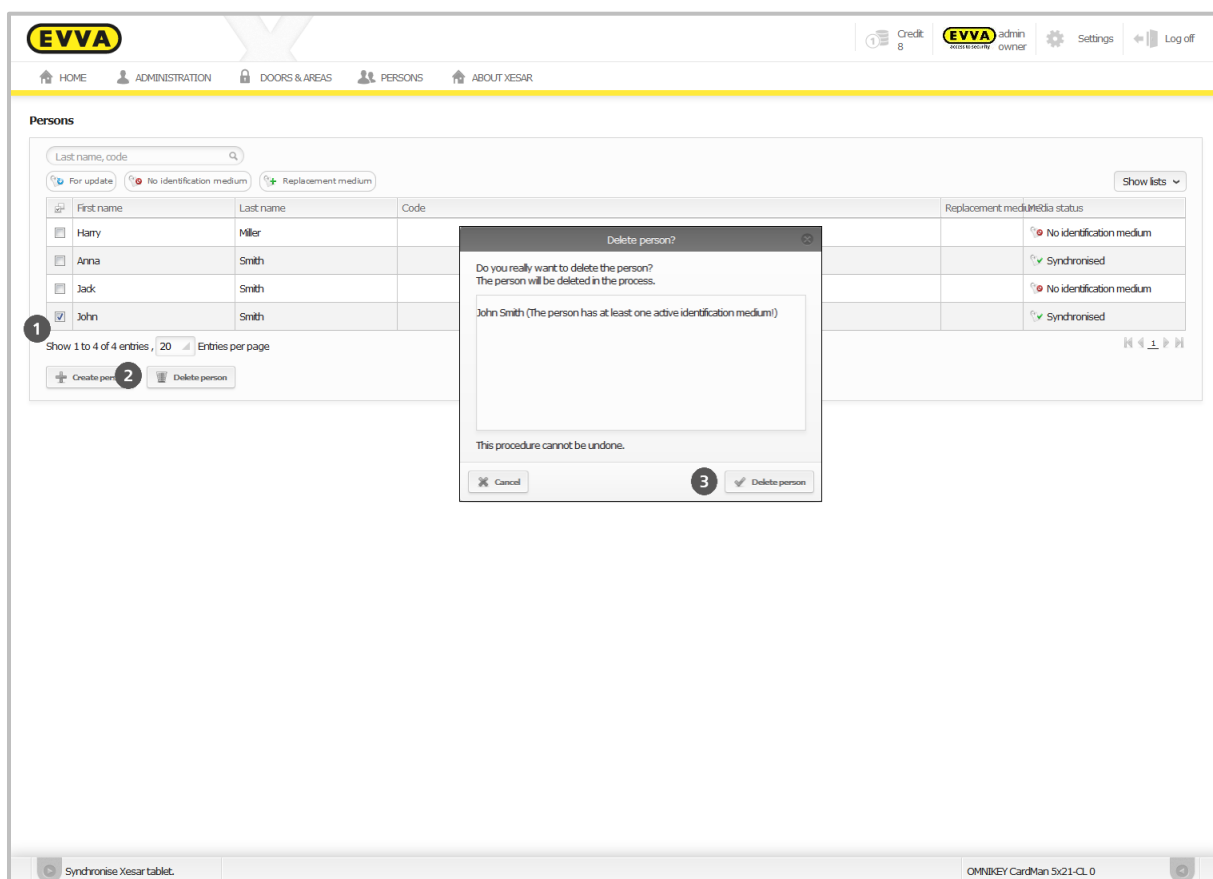 EVVA
Credit
8
EVVA
access to security
admin
owner
Settings
Log off
HOME
ADMINISTRATION
DOORS & AREAS
PERSONS
ABOUT XESAR
Persons
Last name, code
For update
No identification medium
Replacement medium
Show lists
First name Last name Code Replacement medium? Media status
Harry Miller No identification medium
Anna Smith Synchronised
Jack Smith No identification medium
John Smith Synchronised
1
Show 1 to 4 of 4 entries , 20 Entries per page
1
Create pers
2
Delete person
Delete person?
Do you really want to delete the person?
The person will be deleted in the process.
John Smith (The person has at least one active identification medium!)
This procedure cannot be undone.
Cancel
3
Delete person
Synchronise Xesar tablet.
OMNIKEY CardMan 5x21-CL 0